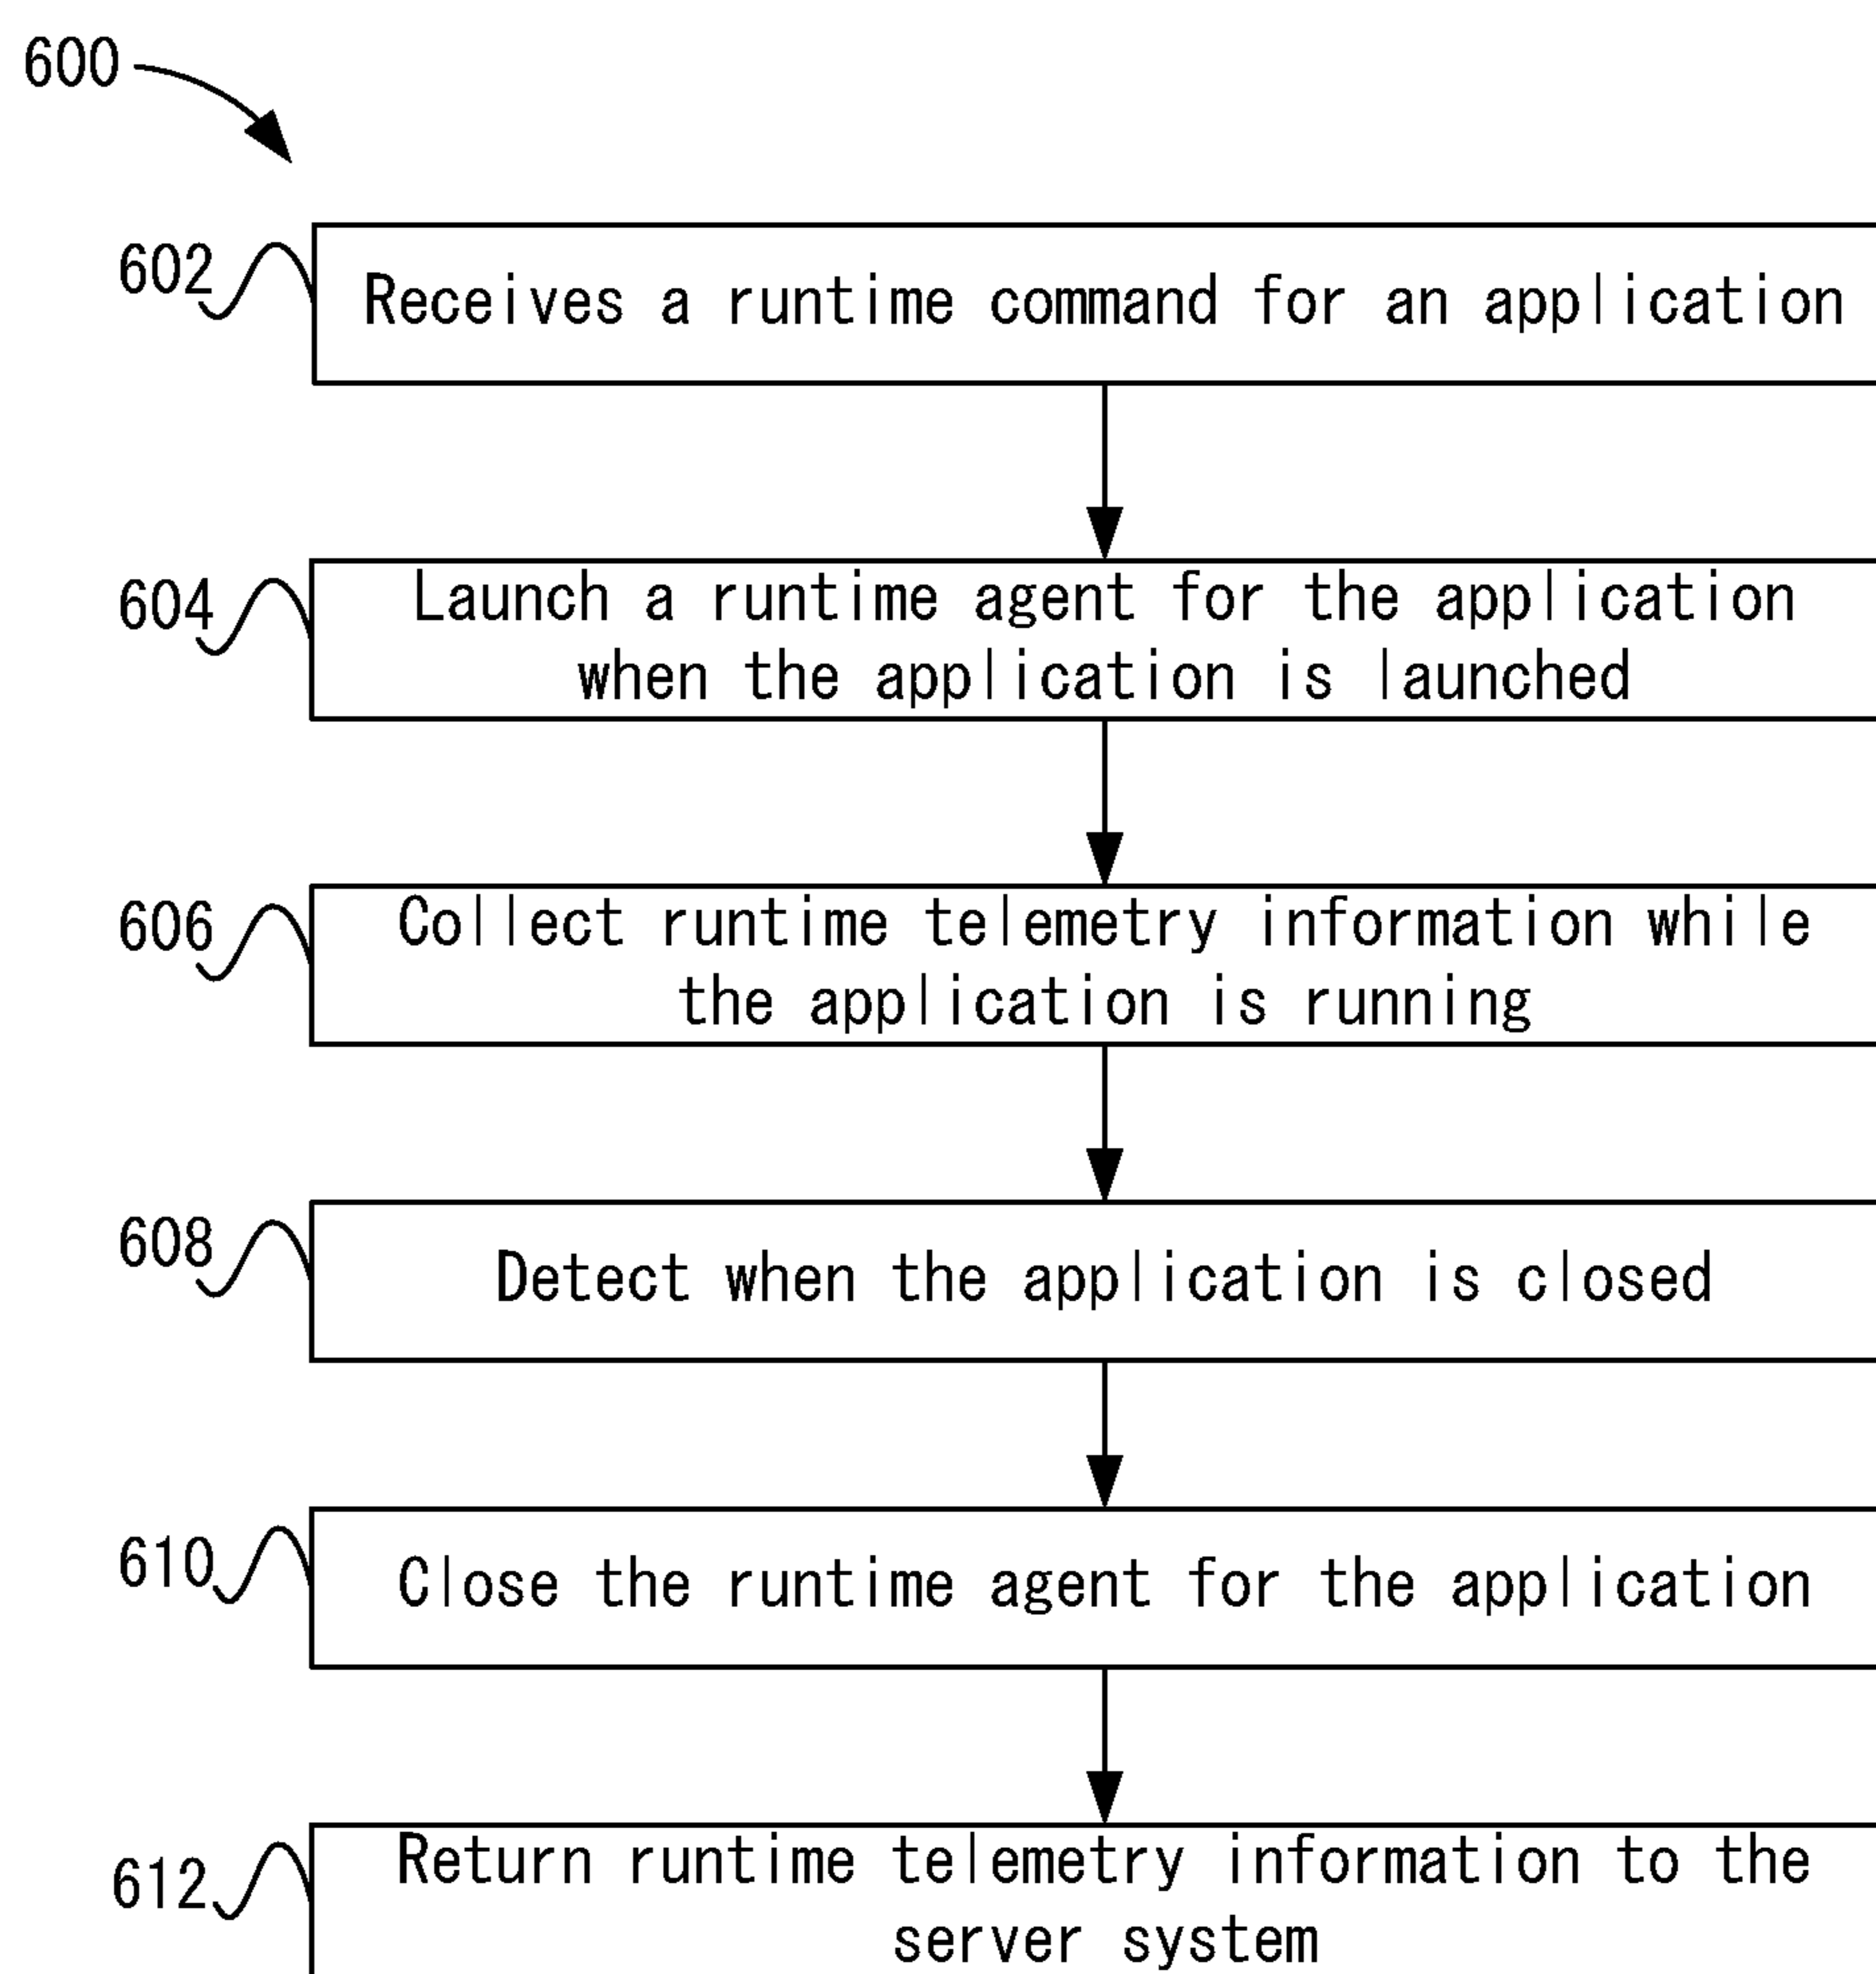 600
602
Receives a runtime command for an application
604
Launch a runtime agent for the application
when the application is launched
606
Collect runtime telemetry information while
the application is running
608
Detect when the application is closed
610
Close the runtime agent for the application
612
Return runtime telemetry information to the
server system